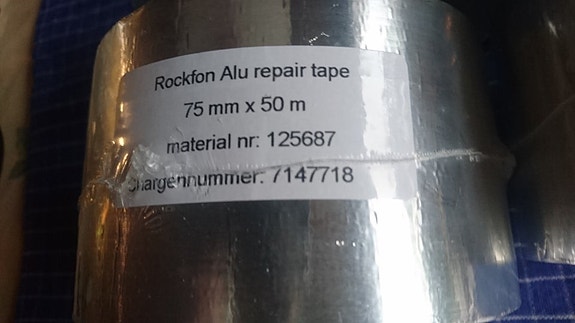 Rockfon Alu repair tape
75 mm x 50 m
material nr: 125687
Chargennummer: 7147718